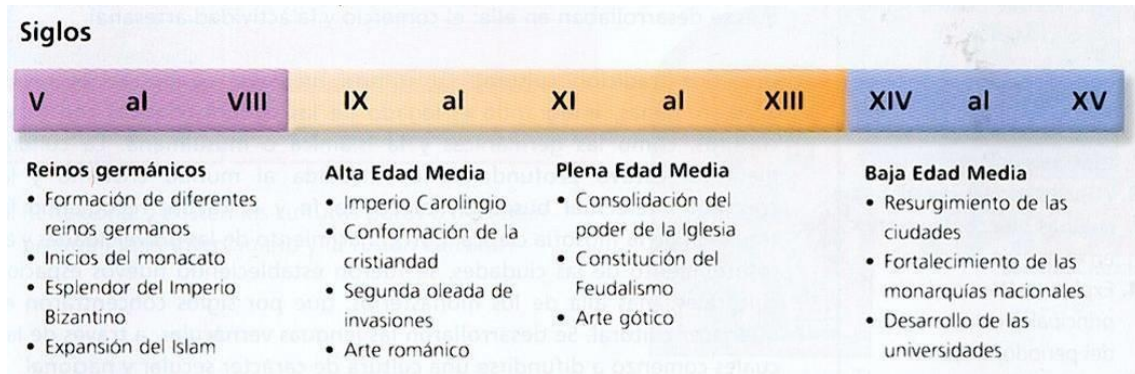 Siglos
V al VIII IX al XI al XIII XIV al XV
Reinos germánicos
• Formación de diferentes
reinos germanos
• Inicios del monacato
• Esplendor del Imperio
Bizantino
• Expansión del Islam
Alta Edad Media
• Imperio Carolingio
• Conformación de la
cristiandad
• Segunda oleada de
invasiones
• Arte románico
Plena Edad Media
• Consolidación del
poder de la Iglesia
• Constitución del
Feudalismo
• Arte gótico
Baja Edad Media
• Resurgimiento de las
ciudades
• Fortalecimiento de las
monarquías nacionales
• Desarrollo de las
universidades